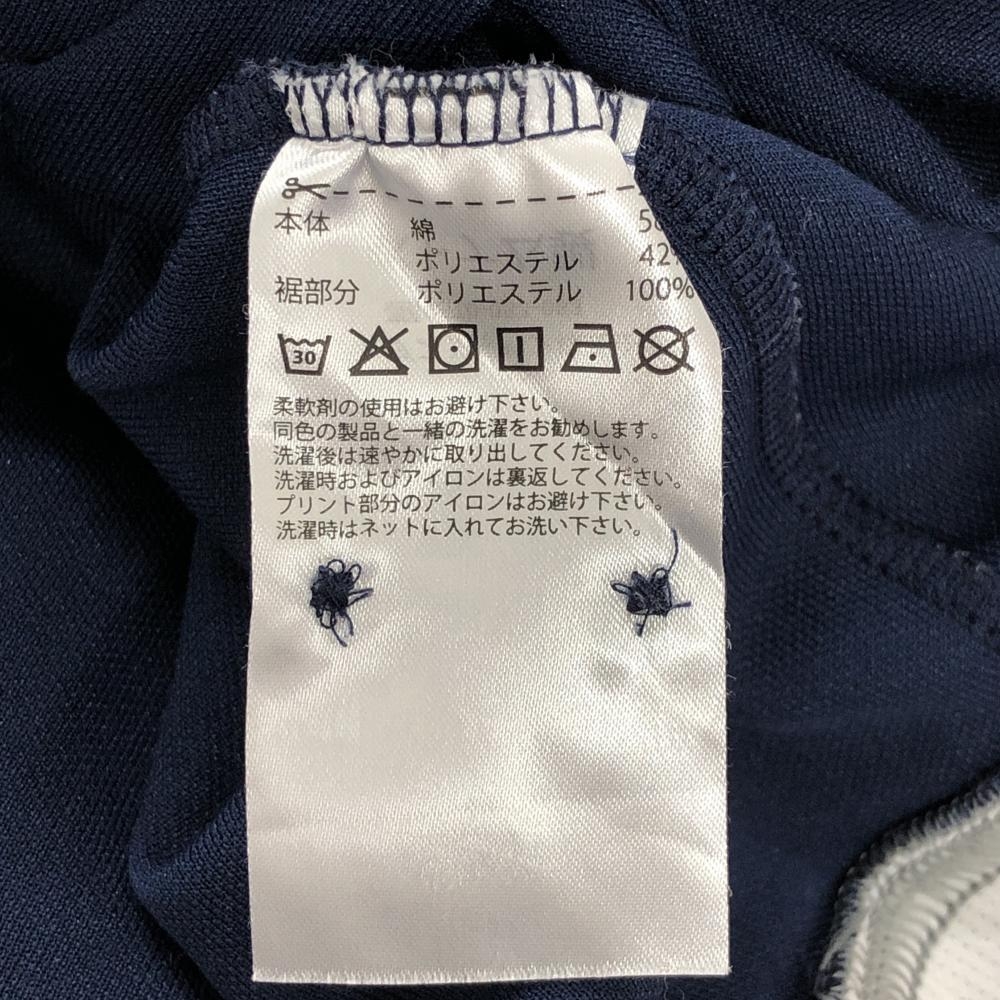 本体 綿
ポリエステル
裾部分 ポリエステル 100%
30
柔軟剤の使用はお避け下さい。
同色の製品と一緒の洗濯をお勧めします。
洗濯後は速やかに取り出してください。
洗濯時およびアイロンは裏返してください。
プリント部分のアイロンはお避け下さい。
洗濯時はネットに入れてお洗い下さい。